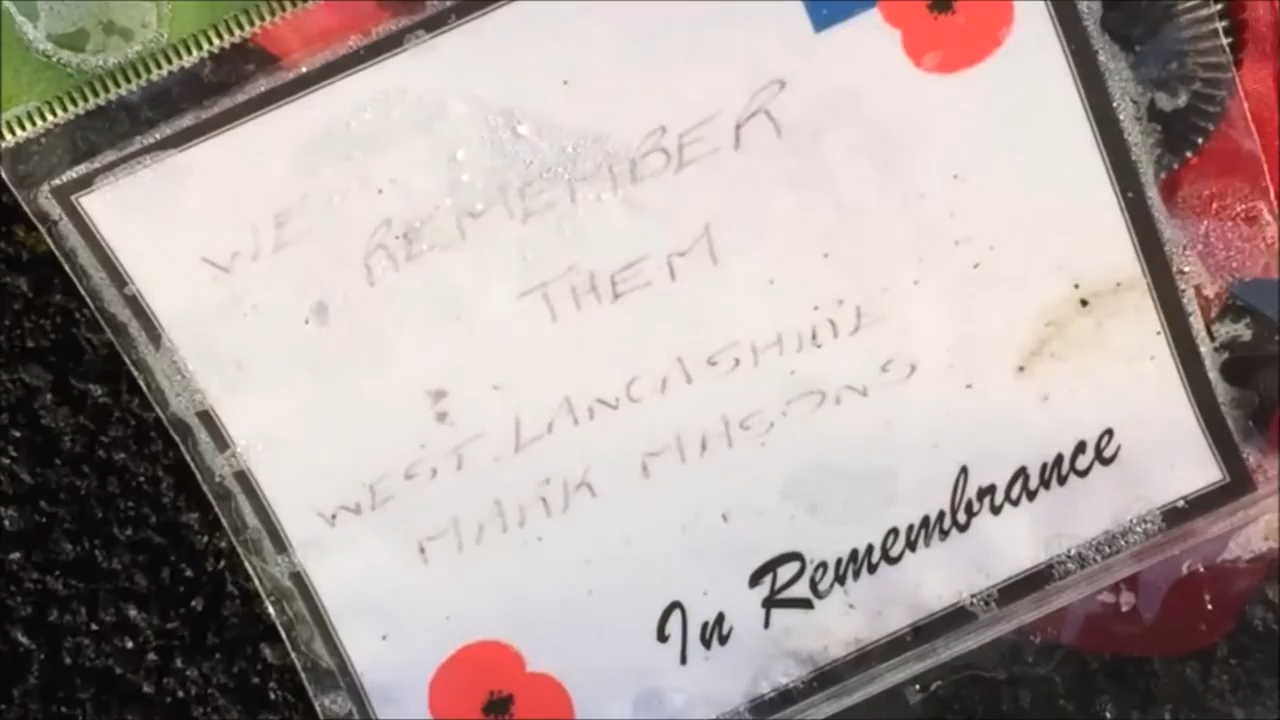 WE REMEMBER
THEM
WEST LANCASHIRE
MARK MASONS
In Remembrance